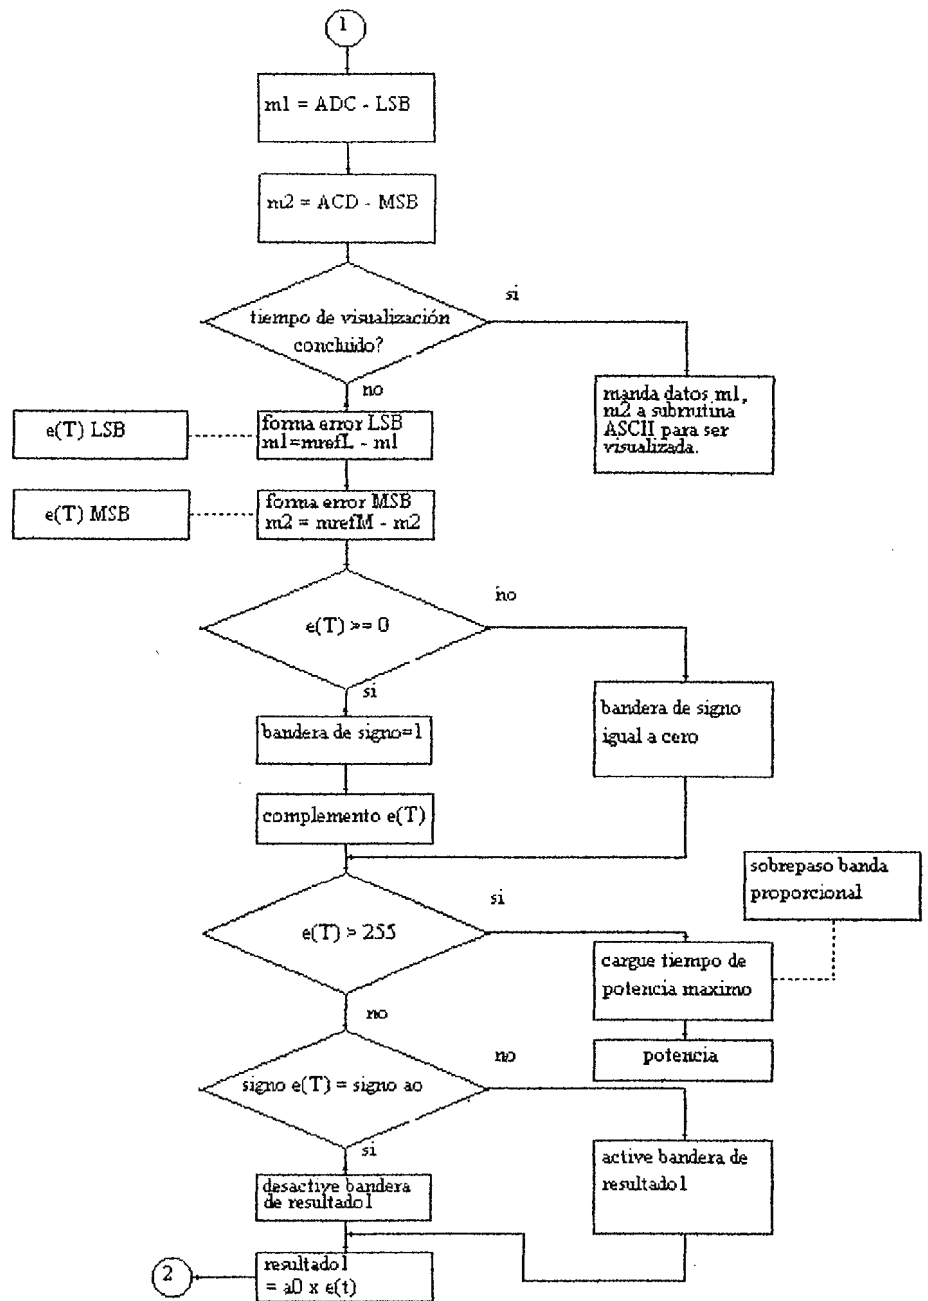 1
m1 = ADC - LSB
m2 = ACD - MSB
si
tiempo de visualización
concluido?
no
manda datos m1,
m2 a subrrutina
ASCII para ser
visualizada.
e(T) LSB
forma error LSB
m1=mrefL - m1
e(T) MSB
forma error MSB
m2 = mrefM - m2
no
e(T) >= 0
si
bandera de signo=1
bandera de signo
igual a cero
complemento e(T)
sobrepaso banda
proporcional
si
e(T) > 255
cargue tiempo de
potencia maximo
no
potencia
no
signo e(T) = signo ao
si
active bandera de
resultado1
desactive bandera
de resultado1
2
resultado1
= a0 x e(t)